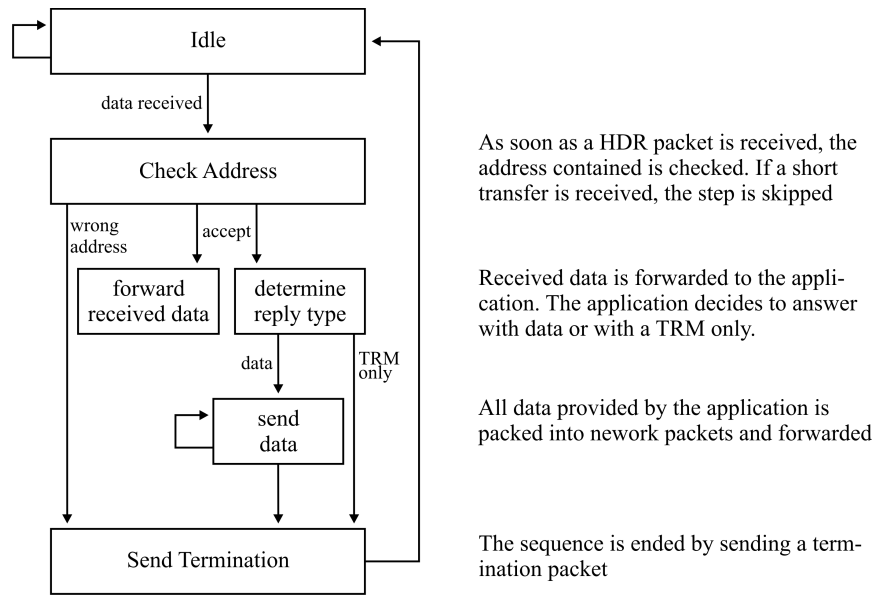 Idle
data received
Check Address
As soon as a HDR packet is received, the
address contained is checked. If a short
transfer is received, the step is skipped
wrong
address
accept
forward
received data
determine
reply type
Received data is forwarded to the appli-
cation. The application decides to answer
with data or with a TRM only.
data
TRM
only
send
data
All data provided by the application is
packed into nework packets and forwarded
Send Termination
The sequence is ended by sending a term-
ination packet